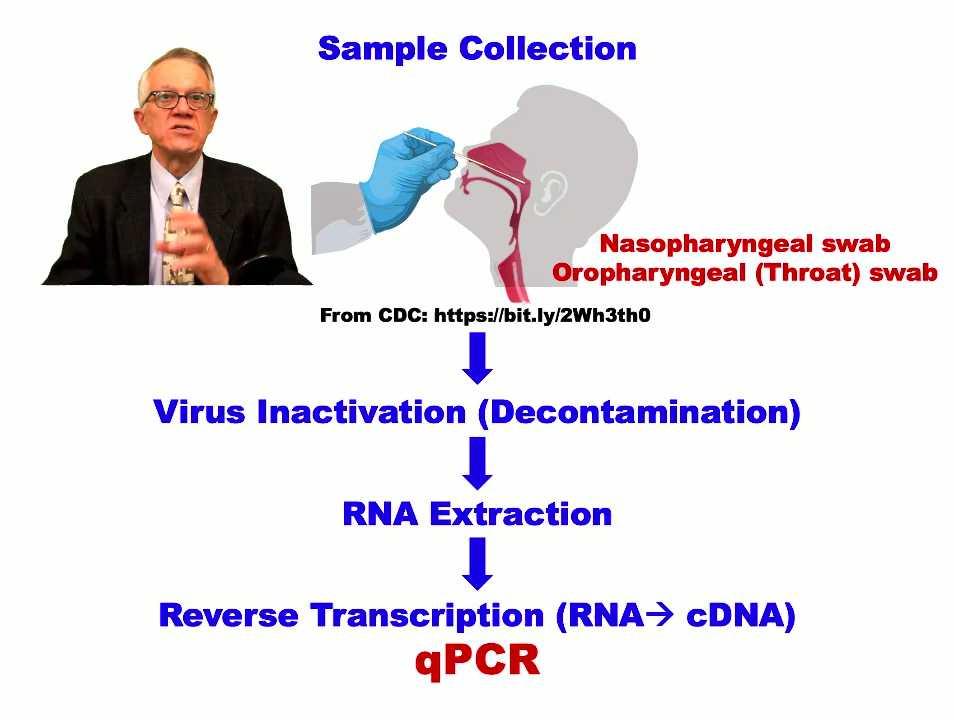 Sample Collection
Nasopharyngeal swab
Oropharyngeal (Throat) swab
From CDC: https://bit.ly/2Wh3th0
Virus Inactivation (Decontamination)
RNA Extraction
Reverse Transcription (RNA→ cDNA)
qPCR